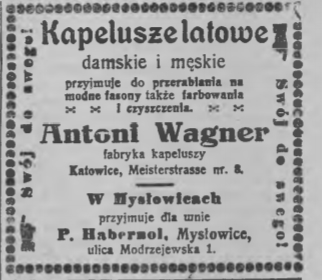 Kapelusze latowe
damskie i męskie
przyjmuje do przerabiania na
modne fasony także farbowania
i czyszczenia.
Antoni Wagner
fabryka kapeluszy
Katowice, Meisterstrasse nr. 8.
W Mysłowicach
przyjmuje dla mnie
P. Habernol, Mysłowice,
ulica Modrzejewska 1.
Swój do swego!
Swój do swego!